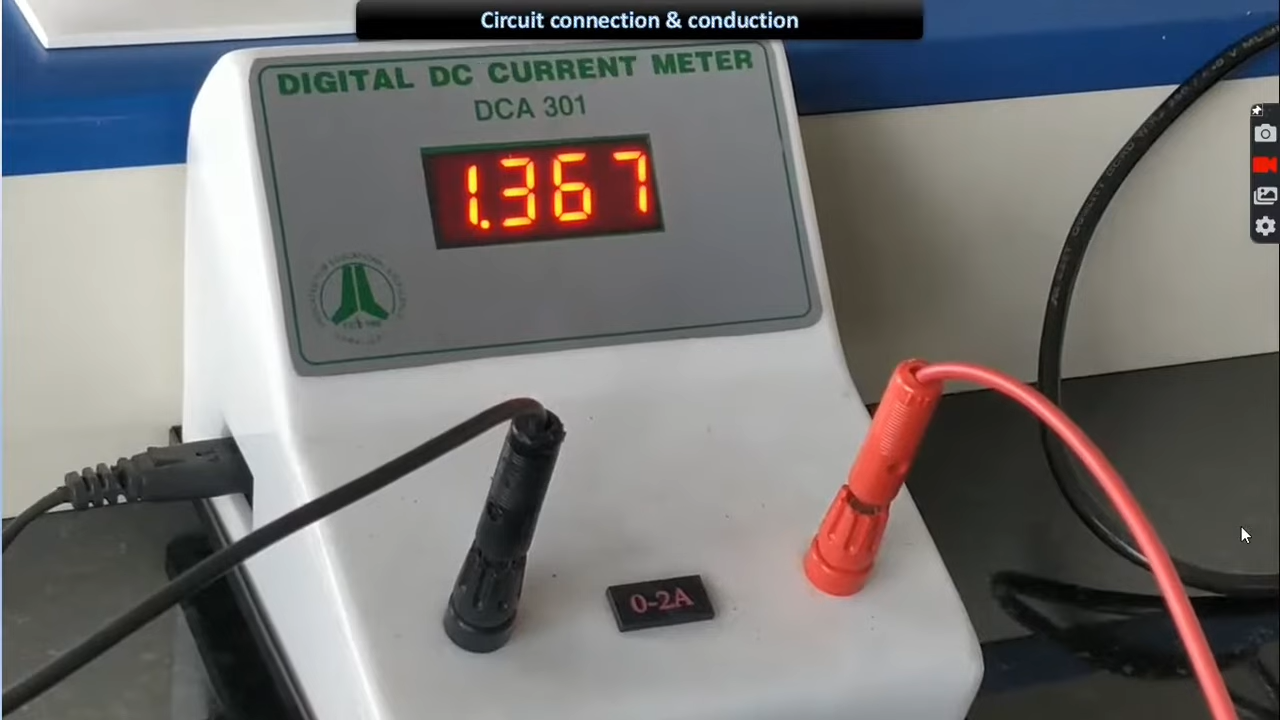 Circuit connection & conduction
DIGITAL DC CURRENT METER
DCA 301
1.367
0-2A